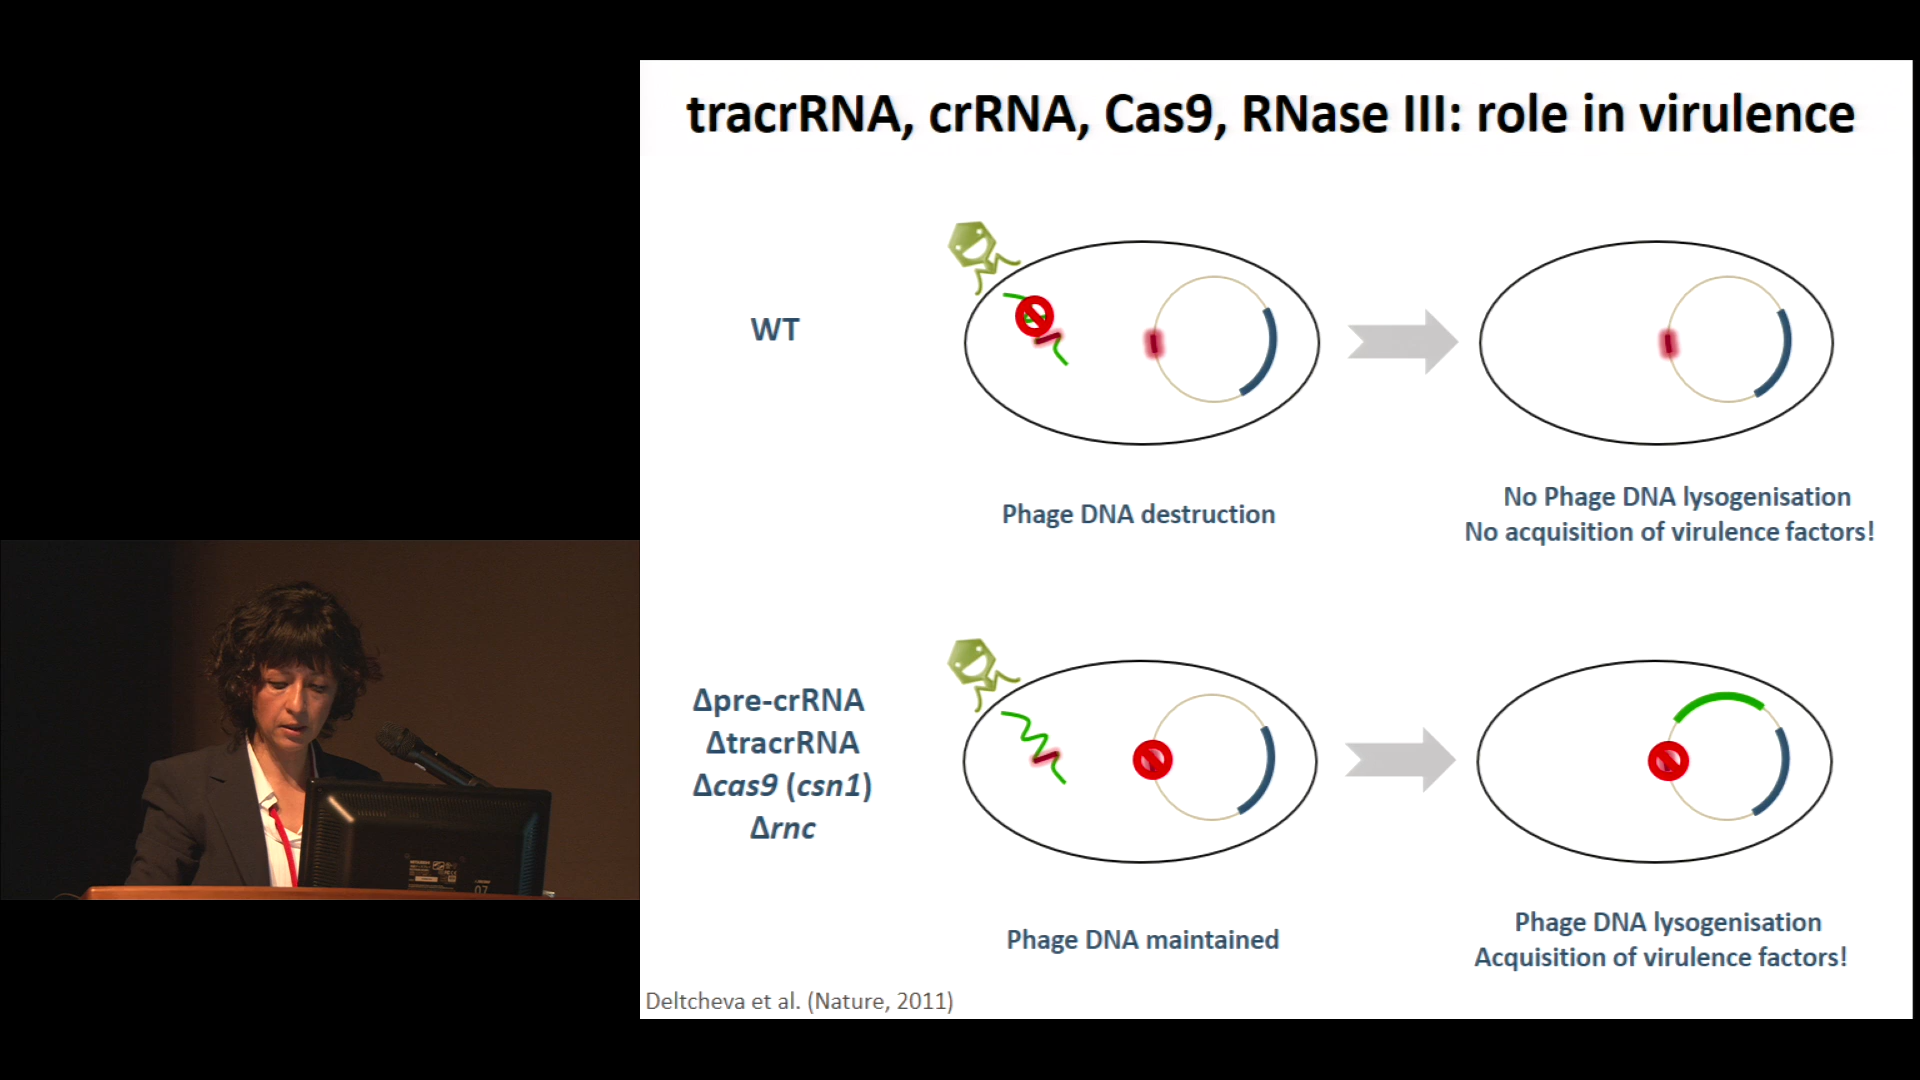 tracrRNA, crRNA, Cas9, RNase III: role in virulence
WT
Phage DNA destruction
No Phage DNA lysogenisation
No acquisition of virulence factors!
Δpre-crRNA
ΔtracrRNA
Δcas9 (csn1)
Δrnc
Phage DNA maintained
Phage DNA lysogenisation
Acquisition of virulence factors!
Deltcheva et al. (Nature, 2011)
07